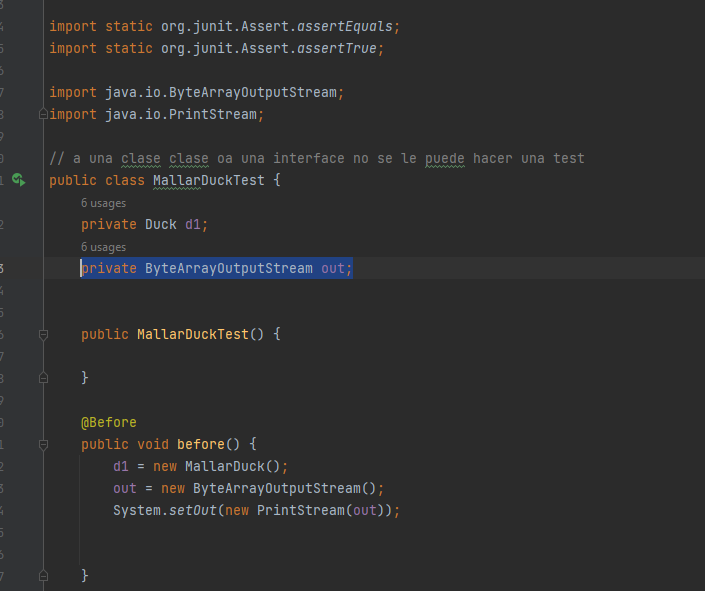 import static org.junit.Assert.assertEquals;
import static org.junit.Assert.assertTrue;
import java.io.ByteArrayOutputStream;
import java.io.PrintStream;
// a una clase clase oa una interface no se le puede hacer una test
public class MallarDuckTest {
6 usages
private Duck d1;
6 usages
private ByteArrayOutputStream out;
public MallarDuckTest() {
}
@Before
public void before() {
d1 = new MallarDuck();
out = new ByteArrayOutputStream();
System.setOut(new PrintStream(out));
}